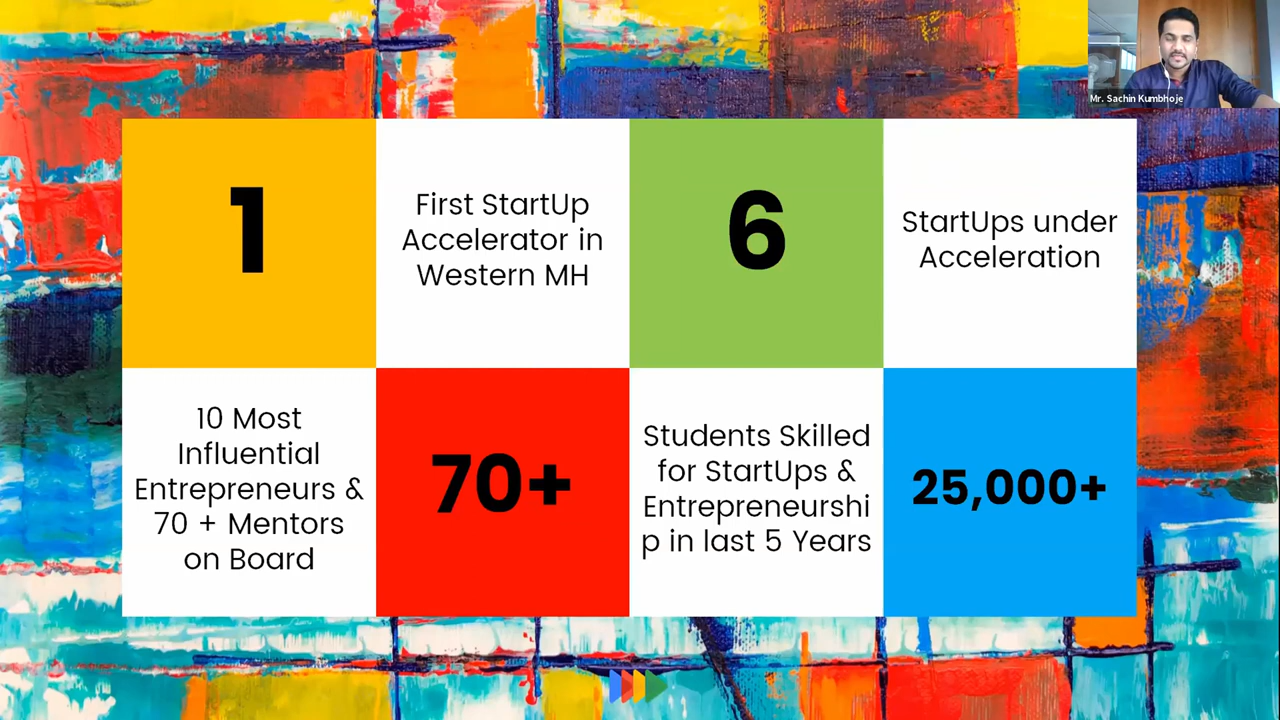 Mr. Sachin Kumbhoje
1
First StartUp
Accelerator in
Western MH
6
StartUps under
Acceleration
10 Most
Influential
Entrepreneurs &
70 + Mentors
on Board
70+
Students Skilled
for StartUps &
Entrepreneurshi
p in last 5 Years
25,000+